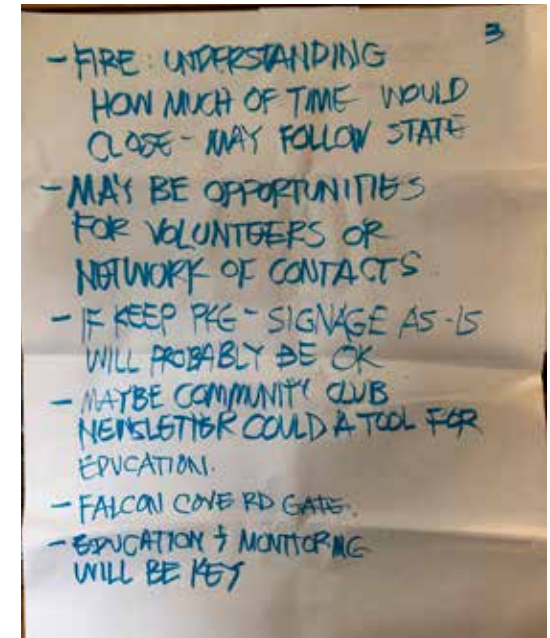 3
- FIRE: UNDERSTANDING
HOW MUCH OF TIME WOULD
CLOSE - MAY FOLLOW STATE
- MAY BE OPPORTUNITIES
FOR VOLUNTEERS OR
NETWORK OF CONTACTS
- IF KEEP PKG - SIGNAGE AS-IS
WILL PROBABLY BE OK
- MAYBE COMMUNITY CLUB
NEWSLETTER COULD A TOOL FOR
EDUCATION.
- FALCON COVE RD GATE.
- EDUCATION + MONITORING
WILL BE KEY